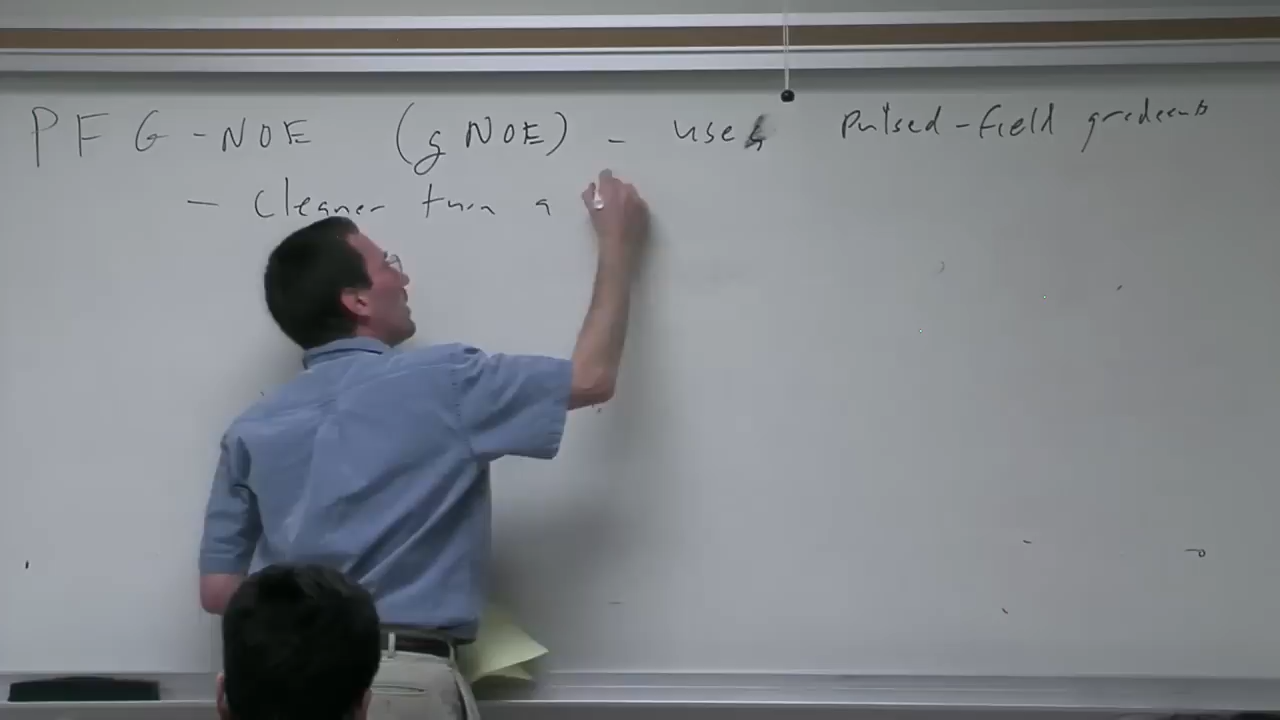 PFG-NOE (gNOE) - uses pulsed-field gradients
- Cleaner than a